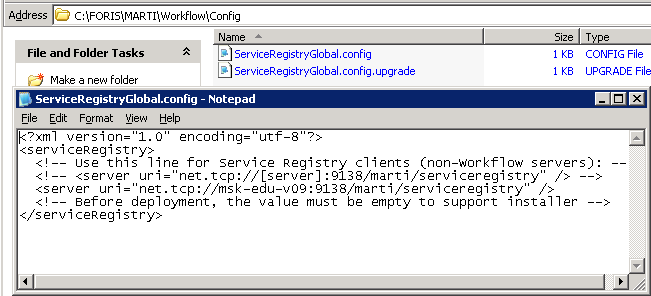 Address C:\FORIS\MARTI\Workflow\Config
File and Folder Tasks
Make a new folder
Name Size Type
ServiceRegistryGlobal.config 1 KB CONFIG File
ServiceRegistryGlobal.config.upgrade 1 KB UPGRADE File
ServiceRegistryGlobal.config - Notepad
File Edit Format View Help
<?xml version="1.0" encoding="utf-8"?>
<serviceRegistry>
<!-- Use this line for Service Registry clients (non-Workflow servers): --
<!-- <server uri="net.tcp://[server]:9138/marti/serviceregistry" /> -->
<server uri="net.tcp://msk-edu-v09:9138/marti/serviceregistry" />
<!-- Before deployment, the value must be empty to support installer -->
</serviceRegistry>